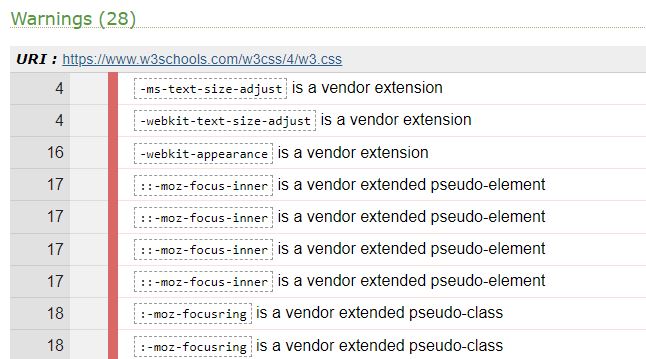 Warnings (28)
URI : https://www.w3schools.com/w3css/4/w3.css
4 -ms-text-size-adjust is a vendor extension
4 -webkit-text-size-adjust is a vendor extension
16 -webkit-appearance is a vendor extension
17 ::-moz-focus-inner is a vendor extended pseudo-element
17 ::-moz-focus-inner is a vendor extended pseudo-element
17 ::-moz-focus-inner is a vendor extended pseudo-element
17 ::-moz-focus-inner is a vendor extended pseudo-element
18 :-moz-focusring is a vendor extended pseudo-class
18 :-moz-focusring is a vendor extended pseudo-class